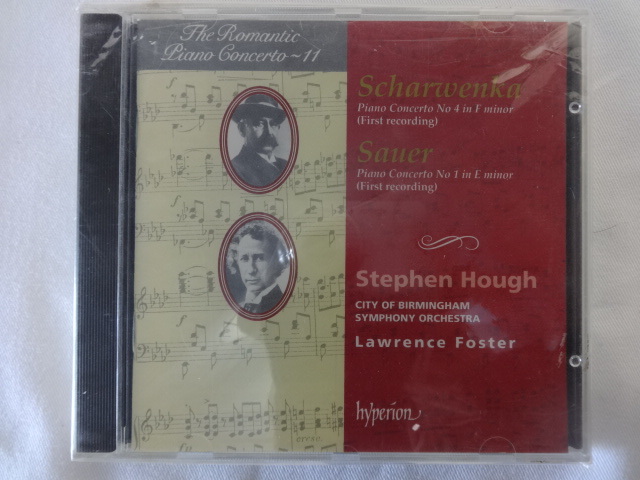 The Romantic
Piano Concerto~11
Scharwenka
Piano Concerto No 4 in F minor
(First recording)
Sauer
Piano Concerto No 1 in E minor
(First recording)
Stephen Hough
CITY OF BIRMINGHAM
SYMPHONY ORCHESTRA
Lawrence Foster
hyperion
cresc.